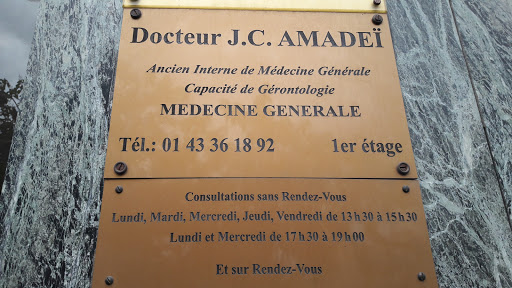 Docteur J.C. AMADEÏ
Ancien Interne de Médecine Générale
Capacité de Gérontologie
MEDECINE GENERALE
Tél.: 01 43 36 18 92 1er étage
Consultations sans Rendez-Vous
Lundi, Mardi, Mercredi, Jeudi, Vendredi de 13h30 à 15h30
Lundi et Mercredi de 17h30 à 19h00
Et sur Rendez-Vous